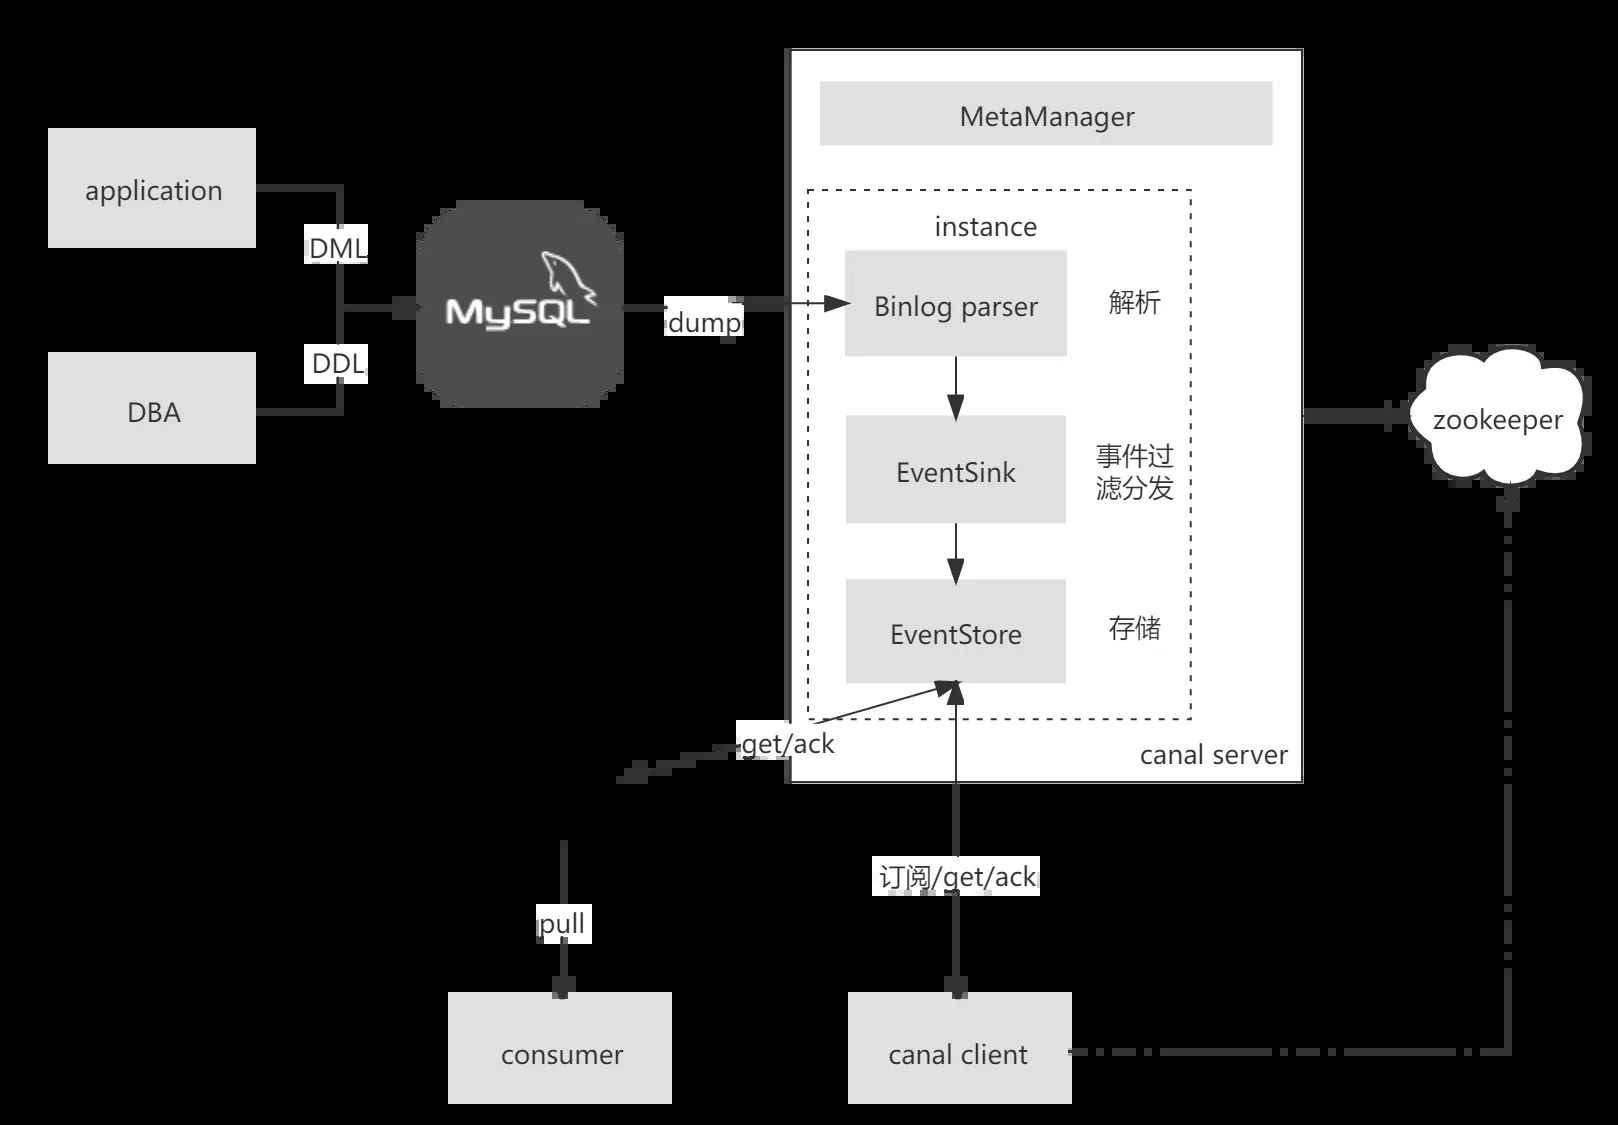 MetaManager
application
DML
instance
MySQL
dump
Binlog parser
解析
DDL
DBA
zookeeper
EventSink
事件过
滤分发
EventStore
存储
get/ack
canal server
订阅/get/ack
pull
consumer
canal client